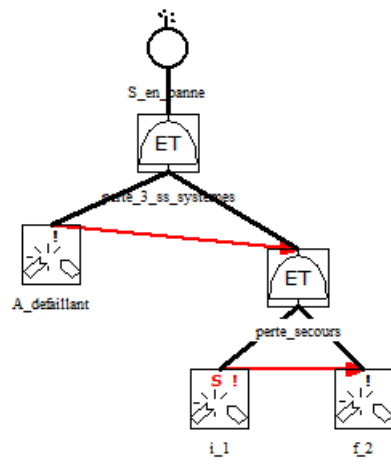 S_en_panne
ET
perte_3_ss_systemes
!
A_defaillant
ET
perte_secours
S !
!
i_1
f_2